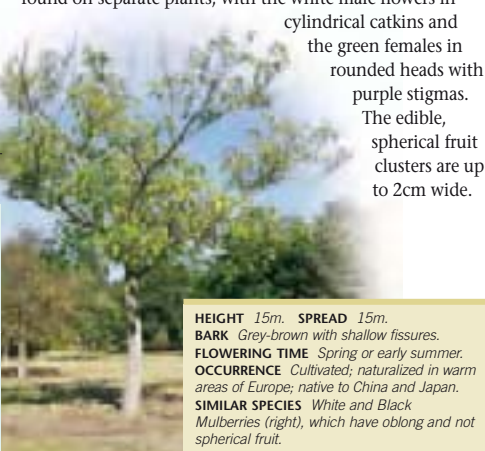 found on separate plants, with the white male flowers in
cylindrical catkins and
the green females in
rounded heads with
purple stigmas.
The edible,
spherical fruit
clusters are up
to 2cm wide.
HEIGHT 15m. SPREAD 15m.
BARK Grey-brown with shallow fissures.
FLOWERING TIME Spring or early summer.
OCCURRENCE Cultivated; naturalized in warm
areas of Europe; native to China and Japan.
SIMILAR SPECIES White and Black
Mulberries (right), which have oblong and not
spherical fruit.